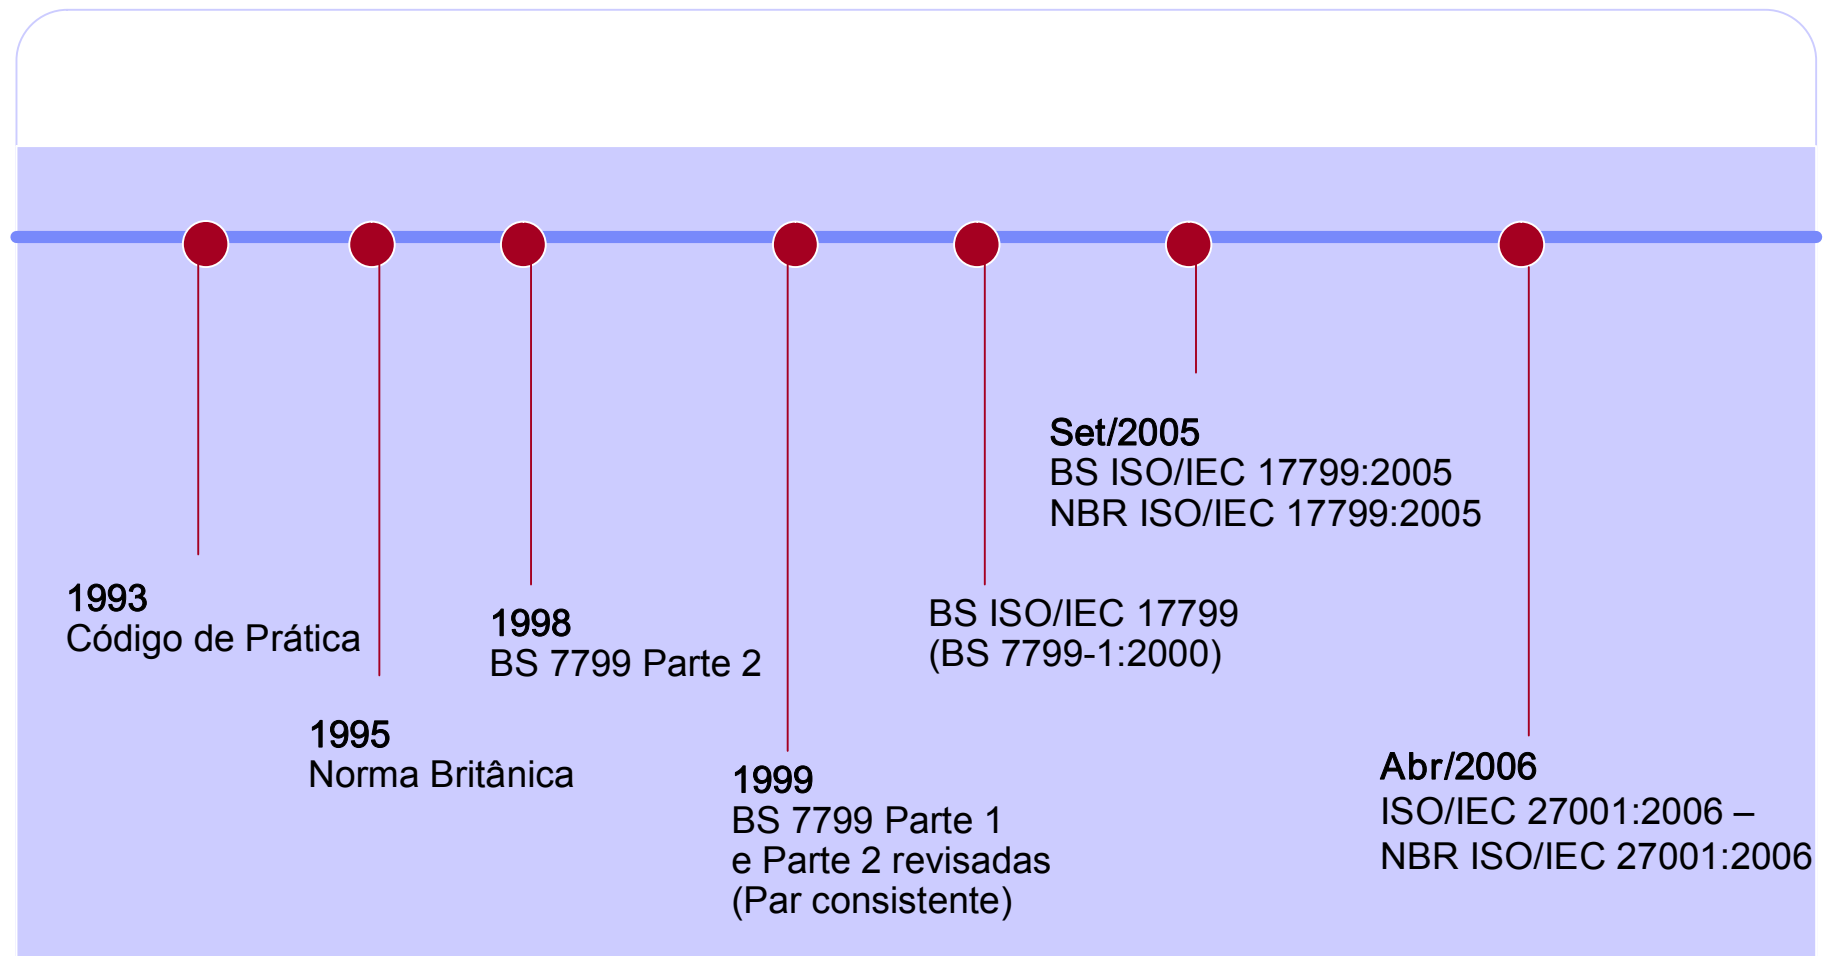 1993
Código de Prática
1995
Norma Britânica
1998
BS 7799 Parte 2
1999
BS 7799 Parte 1
e Parte 2 revisadas
(Par consistente)
BS ISO/IEC 17799
(BS 7799-1:2000)
Set/2005
BS ISO/IEC 17799:2005
NBR ISO/IEC 17799:2005
Abr/2006
ISO/IEC 27001:2006 –
NBR ISO/IEC 27001:2006